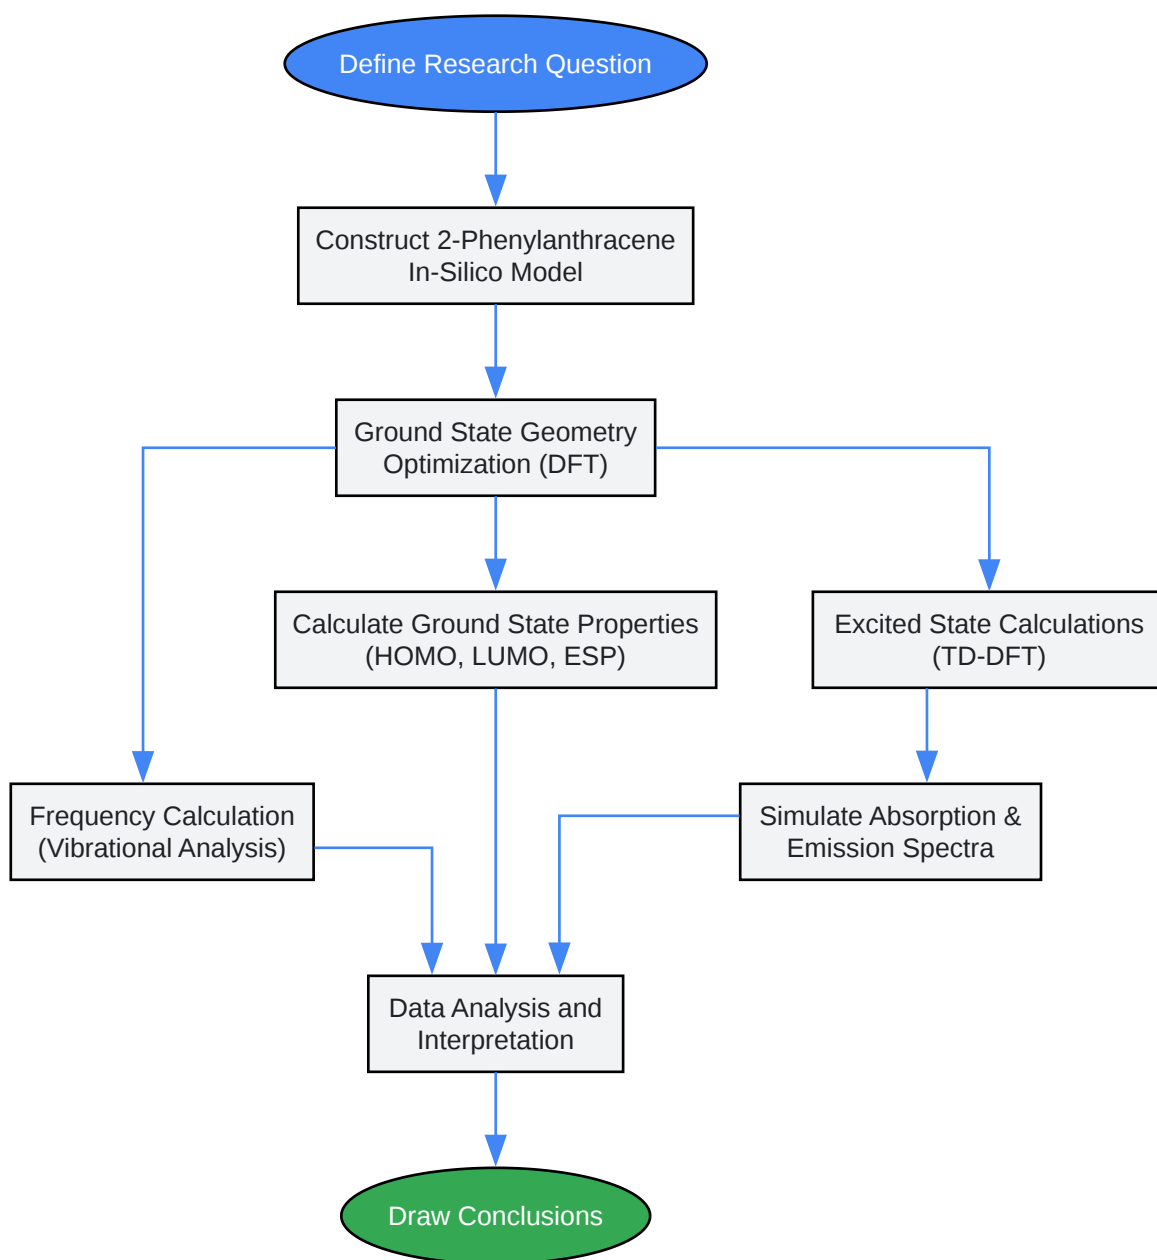 Define Research Question
Construct 2-Phenylanthracene
In-Silico Model
Ground State Geometry
Optimization (DFT)
Calculate Ground State Properties
(HOMO, LUMO, ESP)
Excited State Calculations
(TD-DFT)
Frequency Calculation
(Vibrational Analysis)
Simulate Absorption &
Emission Spectra
Data Analysis and
Interpretation
Draw Conclusions